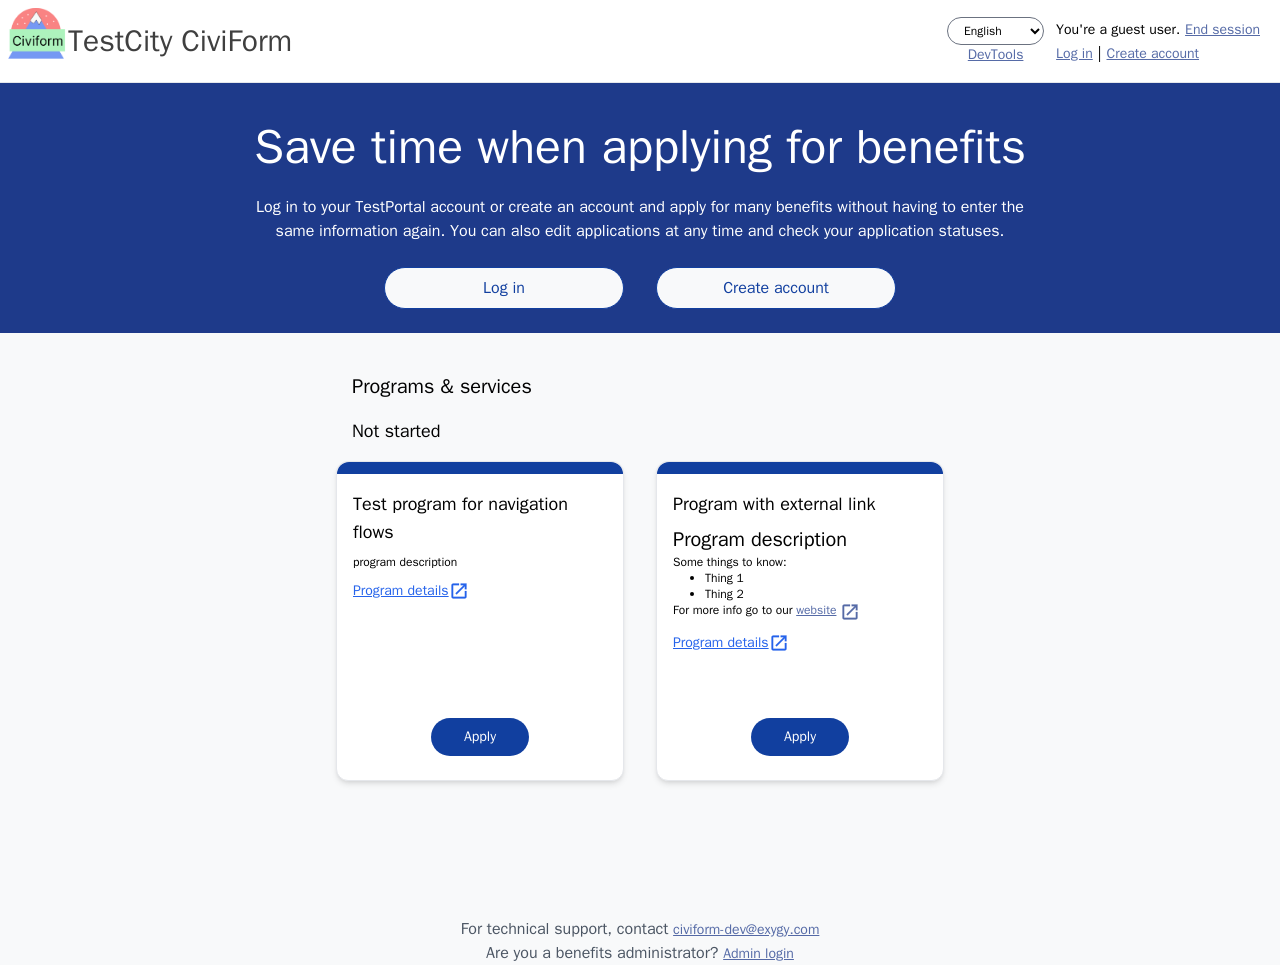 Civiform
TestCity CiviForm
English
DevTools
You're a guest user. End session
Log in | Create account
Save time when applying for benefits
Log in to your TestPortal account or create an account and apply for many benefits without having to enter the
same information again. You can also edit applications at any time and check your application statuses.
Log in
Create account
Programs & services
Not started
Test program for navigation
flows
program description
Program details
Apply
Program with external link
Program description
Some things to know:
• Thing 1
• Thing 2
For more info go to our website
Program details
Apply
For technical support, contact civiform-dev@exygy.com
Are you a benefits administrator? Admin login